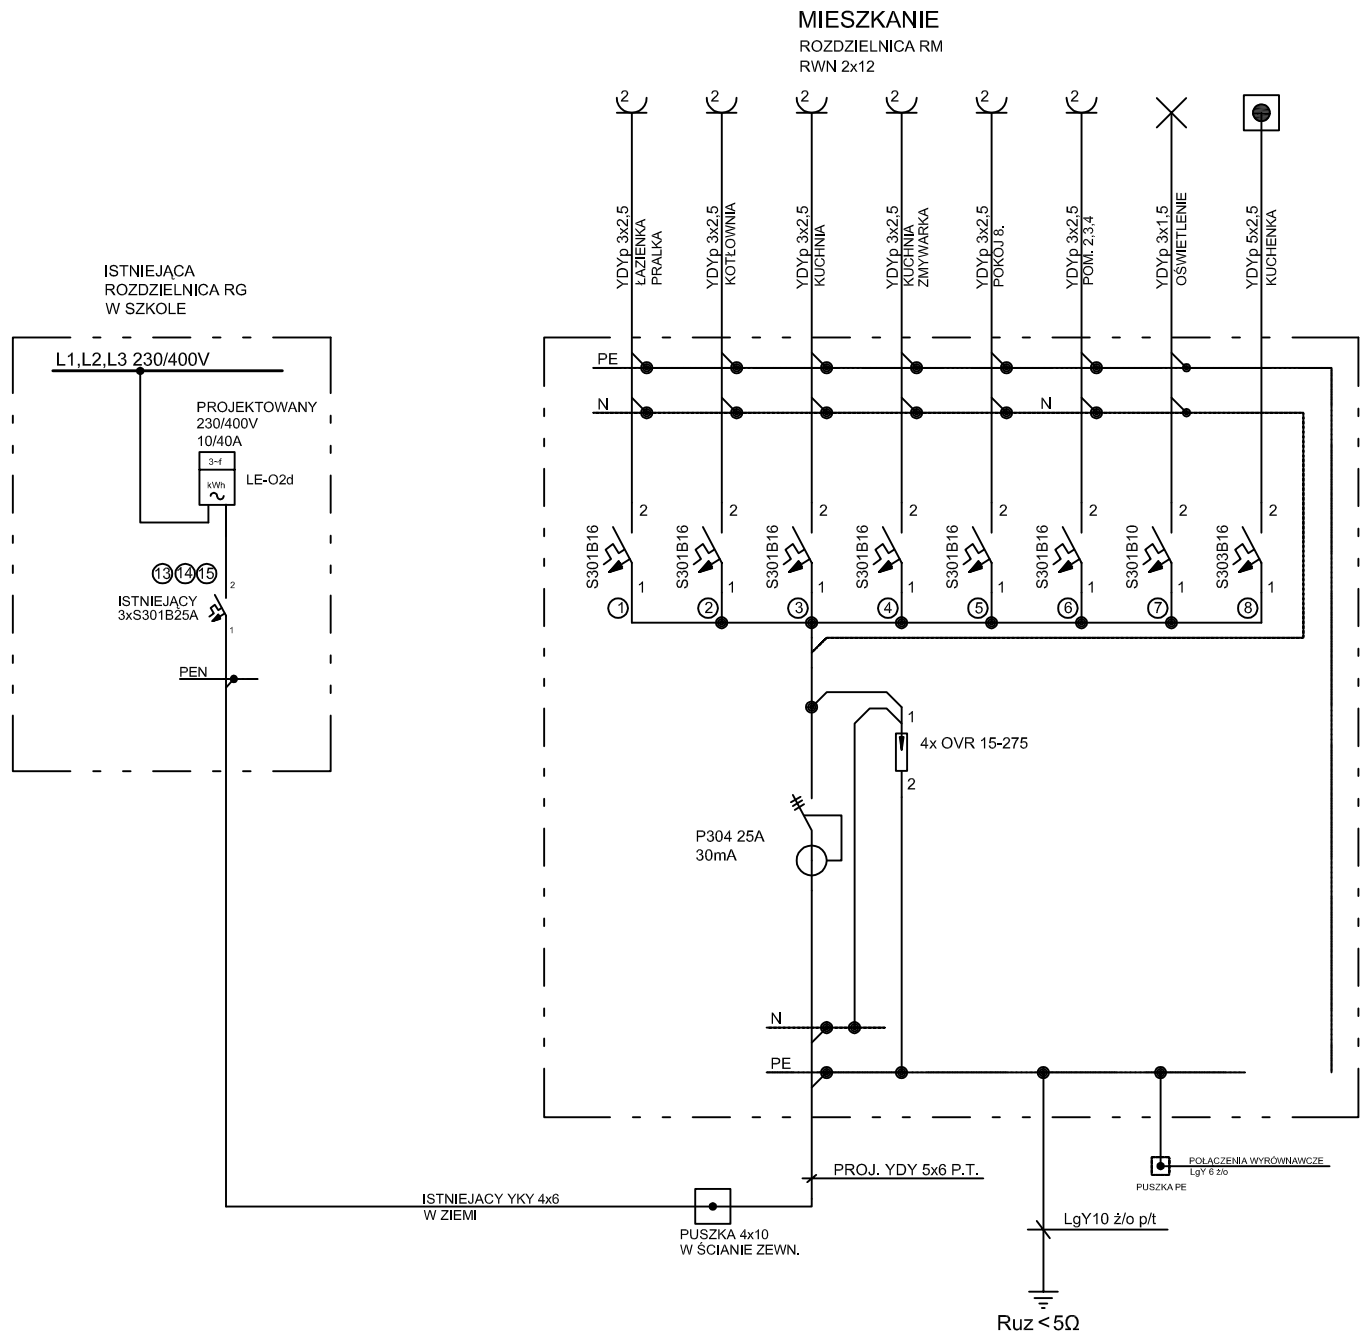 MIESZKANIE
ROZDZIELNICA RM
RWN 2x12
2
2
2
2
2
2
YDYp 3x2,5
ŁAZIENKA
PRALKA
YDYp 3x2,5
KOTŁOWNIA
YDYp 3x2,5
KUCHNIA
YDYp 3x2,5
KUCHNIA
ZMYWARKA
YDYp 3x2,5
POKÓJ 8.
YDYp 3x2,5
POM. 2,3,4
YDYp 3x1,5
OŚWIETLENIE
YDYp 5x2,5
KUCHENKA
ISTNIEJĄCA
ROZDZIELNICA RG
W SZKOLE
L1,L2,L3 230/400V
PROJEKTOWANY
230/400V
10/40A
3~f
kWh
LE-O2d
13 14 15
2
ISTNIEJĄCY
3xS301B25A
1
PEN
PE
N
N
2
2
2
2
2
2
2
2
S301B16
S301B16
S301B16
S301B16
S301B16
S301B16
S301B10
S303B16
1
1
1
1
1
1
1
1
1
2
3
4
5
6
7
8
1
4x OVR 15-275
2
P304 25A
30mA
N
PE
PROJ. YDY 5x6 P.T.
POŁĄCZENIA WYRÓWNAWCZE
LgY 6 ż/o
PUSZKA PE
ISTNIEJACY YKY 4x6
W ZIEMI
PUSZKA 4x10
W ŚCIANIE ZEWN.
LgY10 ż/o p/t
Ruz<5Ω